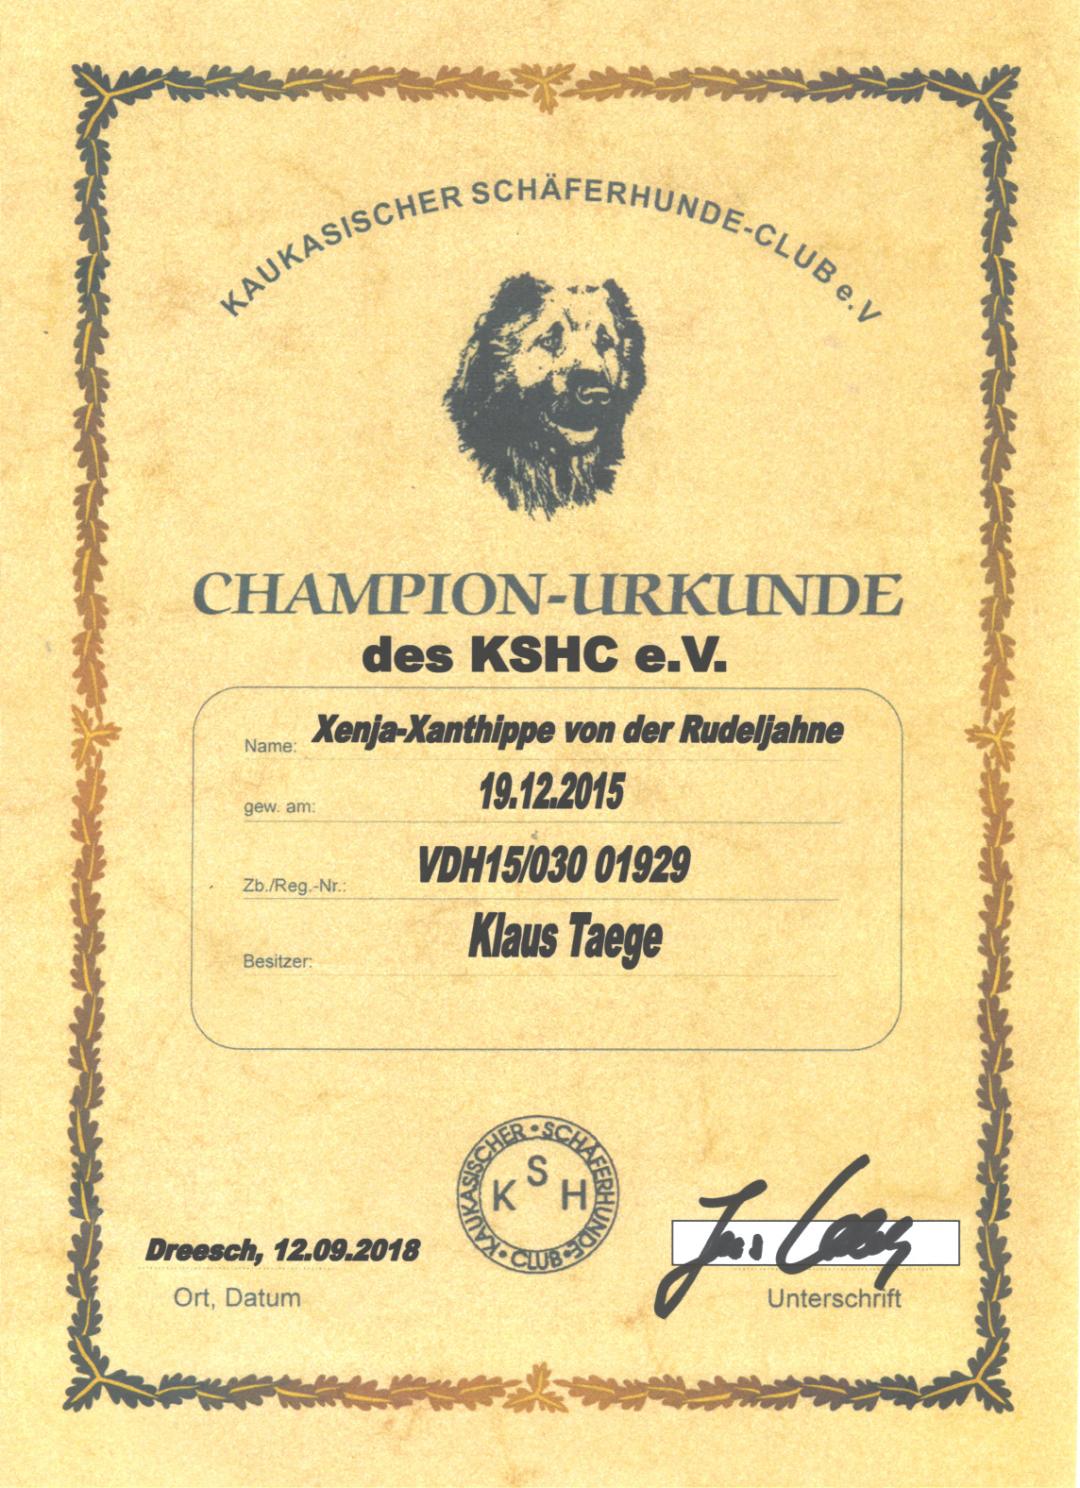 KAUKASISCHER SCHÄFERHUNDE-CLUB e.V
CHAMPION-URKUNDE
des KSHC e.V.
Name: Xenja-Xanthippe von der Rudeljahne
gew. am: 19.12.2015
Zb./Reg.-Nr.: VDH15/030 01929
Besitzer: Klaus Taege
KAUKASISCHER • SCHÄFERHUNDE • CLUB •
K S H
Dreesch, 12.09.2018
Ort, Datum
Unterschrift